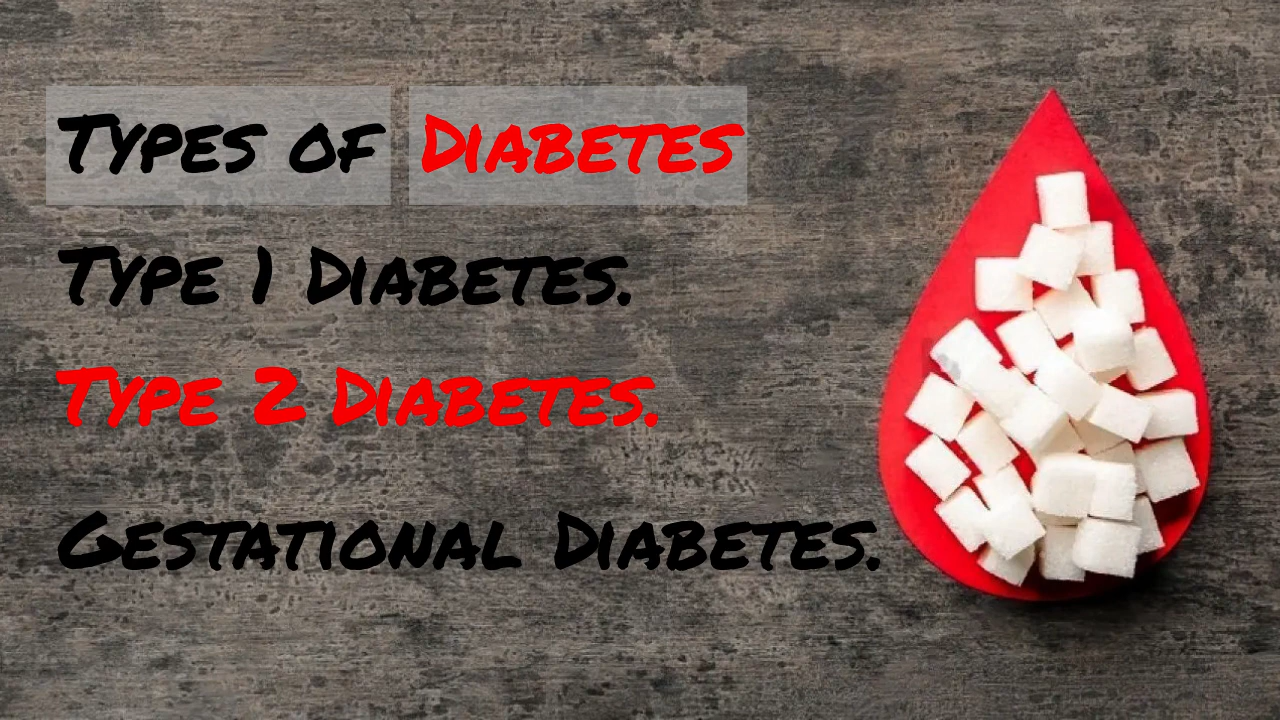 Types of Diabetes
Type 1 Diabetes.
Type 2 Diabetes.
Gestational Diabetes.